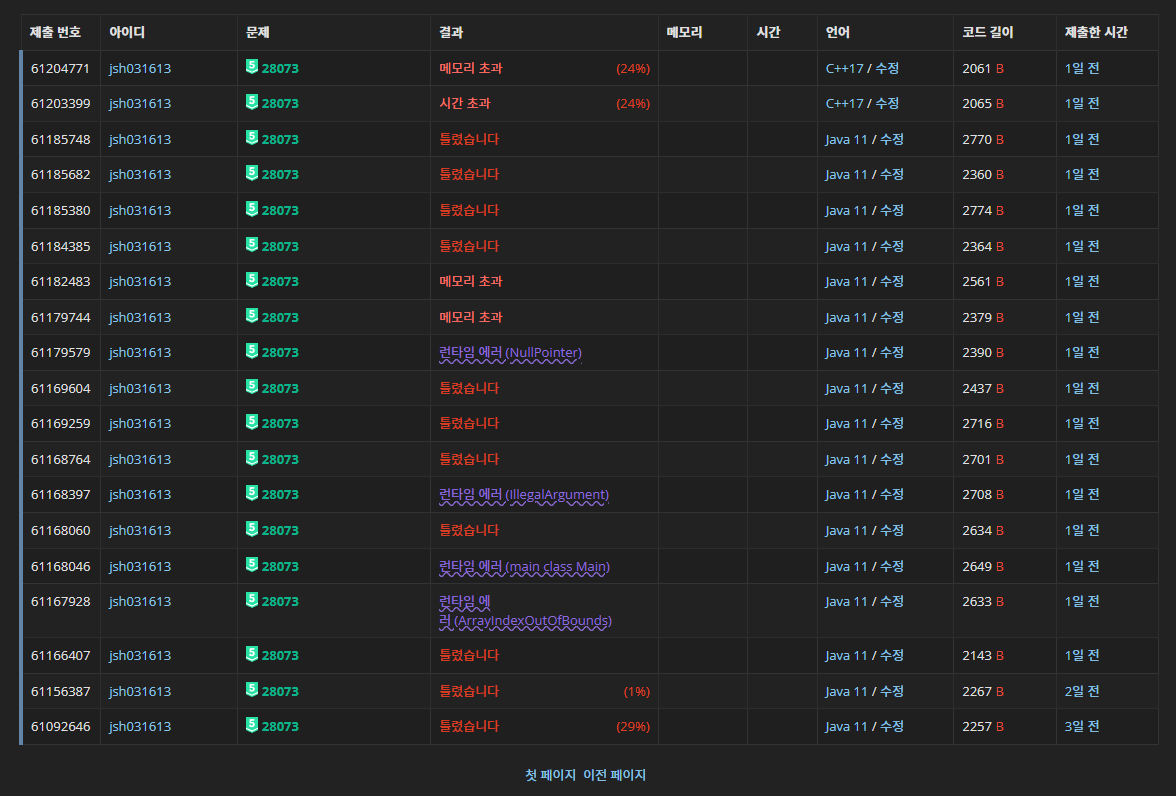 제출 번호 아이디 문제 결과 메모리 시간 언어 코드 길이 제출한 시간
61204771 jsh031613 5 28073 메모리 초과 (24%) C++17 / 수정 2061 B 1일 전
61203399 jsh031613 5 28073 시간 초과 (24%) C++17 / 수정 2065 B 1일 전
61185748 jsh031613 5 28073 틀렸습니다 Java 11 / 수정 2770 B 1일 전
61185682 jsh031613 5 28073 틀렸습니다 Java 11 / 수정 2360 B 1일 전
61185380 jsh031613 5 28073 틀렸습니다 Java 11 / 수정 2774 B 1일 전
61184385 jsh031613 5 28073 틀렸습니다 Java 11 / 수정 2364 B 1일 전
61182483 jsh031613 5 28073 메모리 초과 Java 11 / 수정 2561 B 1일 전
61179744 jsh031613 5 28073 메모리 초과 Java 11 / 수정 2379 B 1일 전
61179579 jsh031613 5 28073 런타임 에러 (NullPointer) Java 11 / 수정 2390 B 1일 전
61169604 jsh031613 5 28073 틀렸습니다 Java 11 / 수정 2437 B 1일 전
61169259 jsh031613 5 28073 틀렸습니다 Java 11 / 수정 2716 B 1일 전
61168764 jsh031613 5 28073 틀렸습니다 Java 11 / 수정 2701 B 1일 전
61168397 jsh031613 5 28073 런타임 에러 (IllegalArgument) Java 11 / 수정 2708 B 1일 전
61168060 jsh031613 5 28073 틀렸습니다 Java 11 / 수정 2634 B 1일 전
61168046 jsh031613 5 28073 런타임 에러 (main class Main) Java 11 / 수정 2649 B 1일 전
61167928 jsh031613 5 28073 런타임 에 Java 11 / 수정 2633 B 1일 전
러 (ArrayIndexOutOfBounds)
61166407 jsh031613 5 28073 틀렸습니다 Java 11 / 수정 2143 B 1일 전
61156387 jsh031613 5 28073 틀렸습니다 (1%) Java 11 / 수정 2267 B 2일 전
61092646 jsh031613 5 28073 틀렸습니다 (29%) Java 11 / 수정 2257 B 3일 전
첫 페이지 이전 페이지